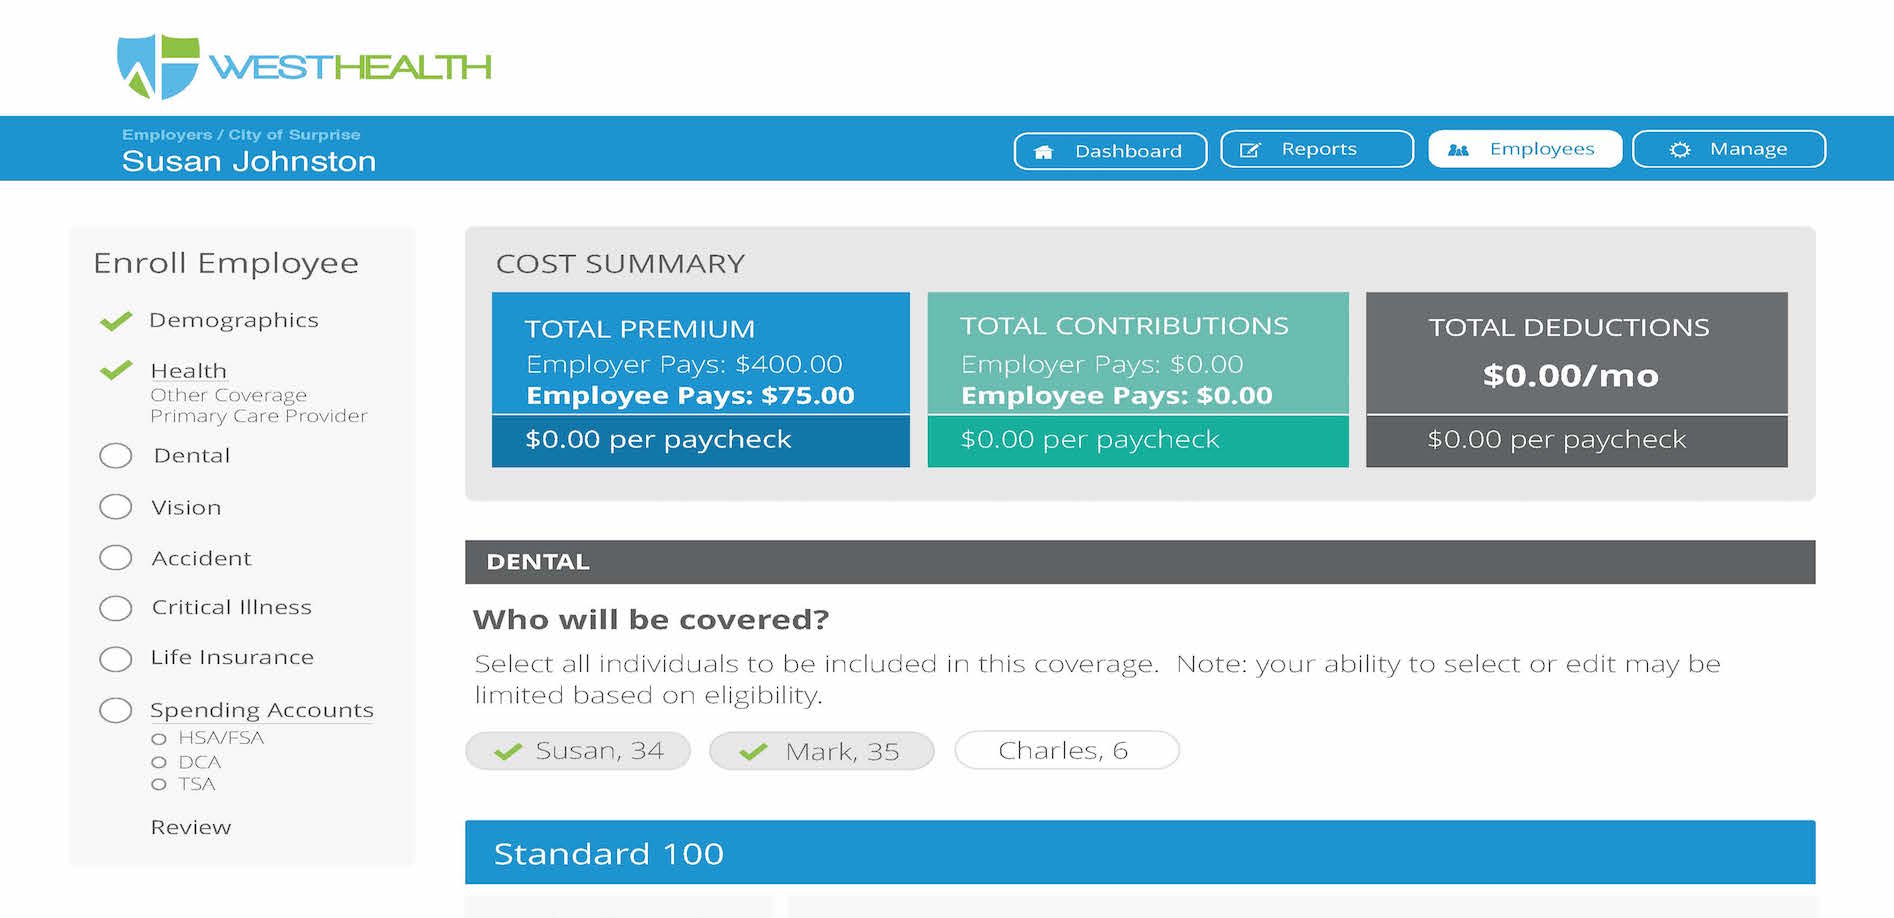 WESTHEALTH
Employers / City of Surprise
Susan Johnston
Dashboard
Reports
Employees
Manage
Enroll Employee
Demographics
Health
Other Coverage
Primary Care Provider
Dental
Vision
Accident
Critical Illness
Life Insurance
Spending Accounts
HSA/FSA
DCA
TSA
Review
COST SUMMARY
TOTAL PREMIUM
Employer Pays: $400.00
Employee Pays: $75.00
$0.00 per paycheck
TOTAL CONTRIBUTIONS
Employer Pays: $0.00
Employee Pays: $0.00
$0.00 per paycheck
TOTAL DEDUCTIONS
$0.00/mo
$0.00 per paycheck
DENTAL
Who will be covered?
Select all individuals to be included in this coverage. Note: your ability to select or edit may be
limited based on eligibility.
Susan, 34
Mark, 35
Charles, 6
Standard 100